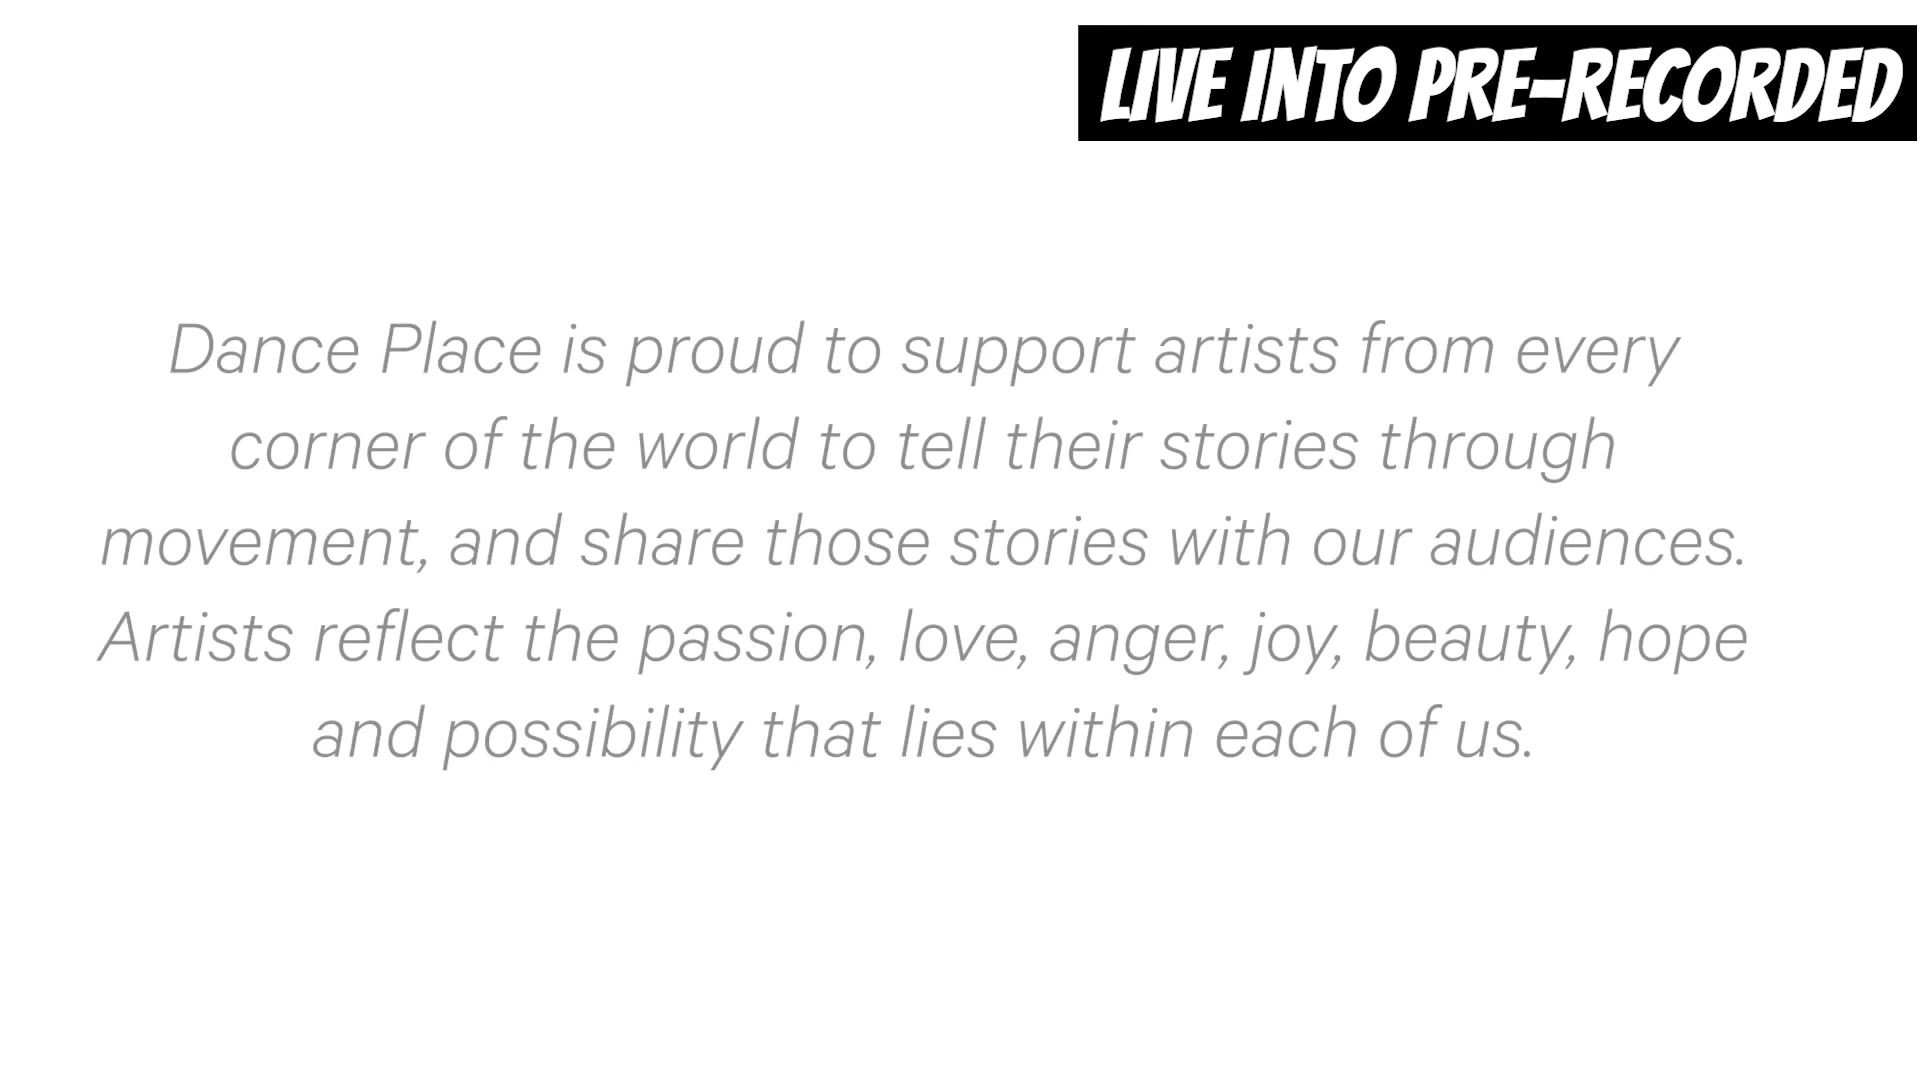 LIVE INTO PRE-RECORDED
Dance Place is proud to support artists from every
corner of the world to tell their stories through
movement, and share those stories with our audiences.
Artists reflect the passion, love, anger, joy, beauty, hope
and possibility that lies within each of us.